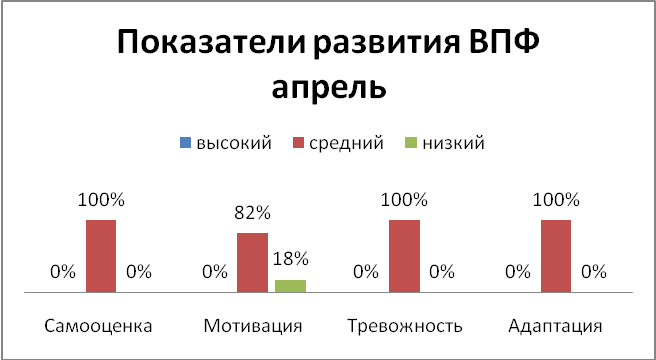 Показатели развития ВПФ
апрель
высокий средний низкий
100% 100% 100%
82%
18%
0% 0% 0% 0% 0% 0% 0%
Самооценка Мотивация Тревожность Адаптация